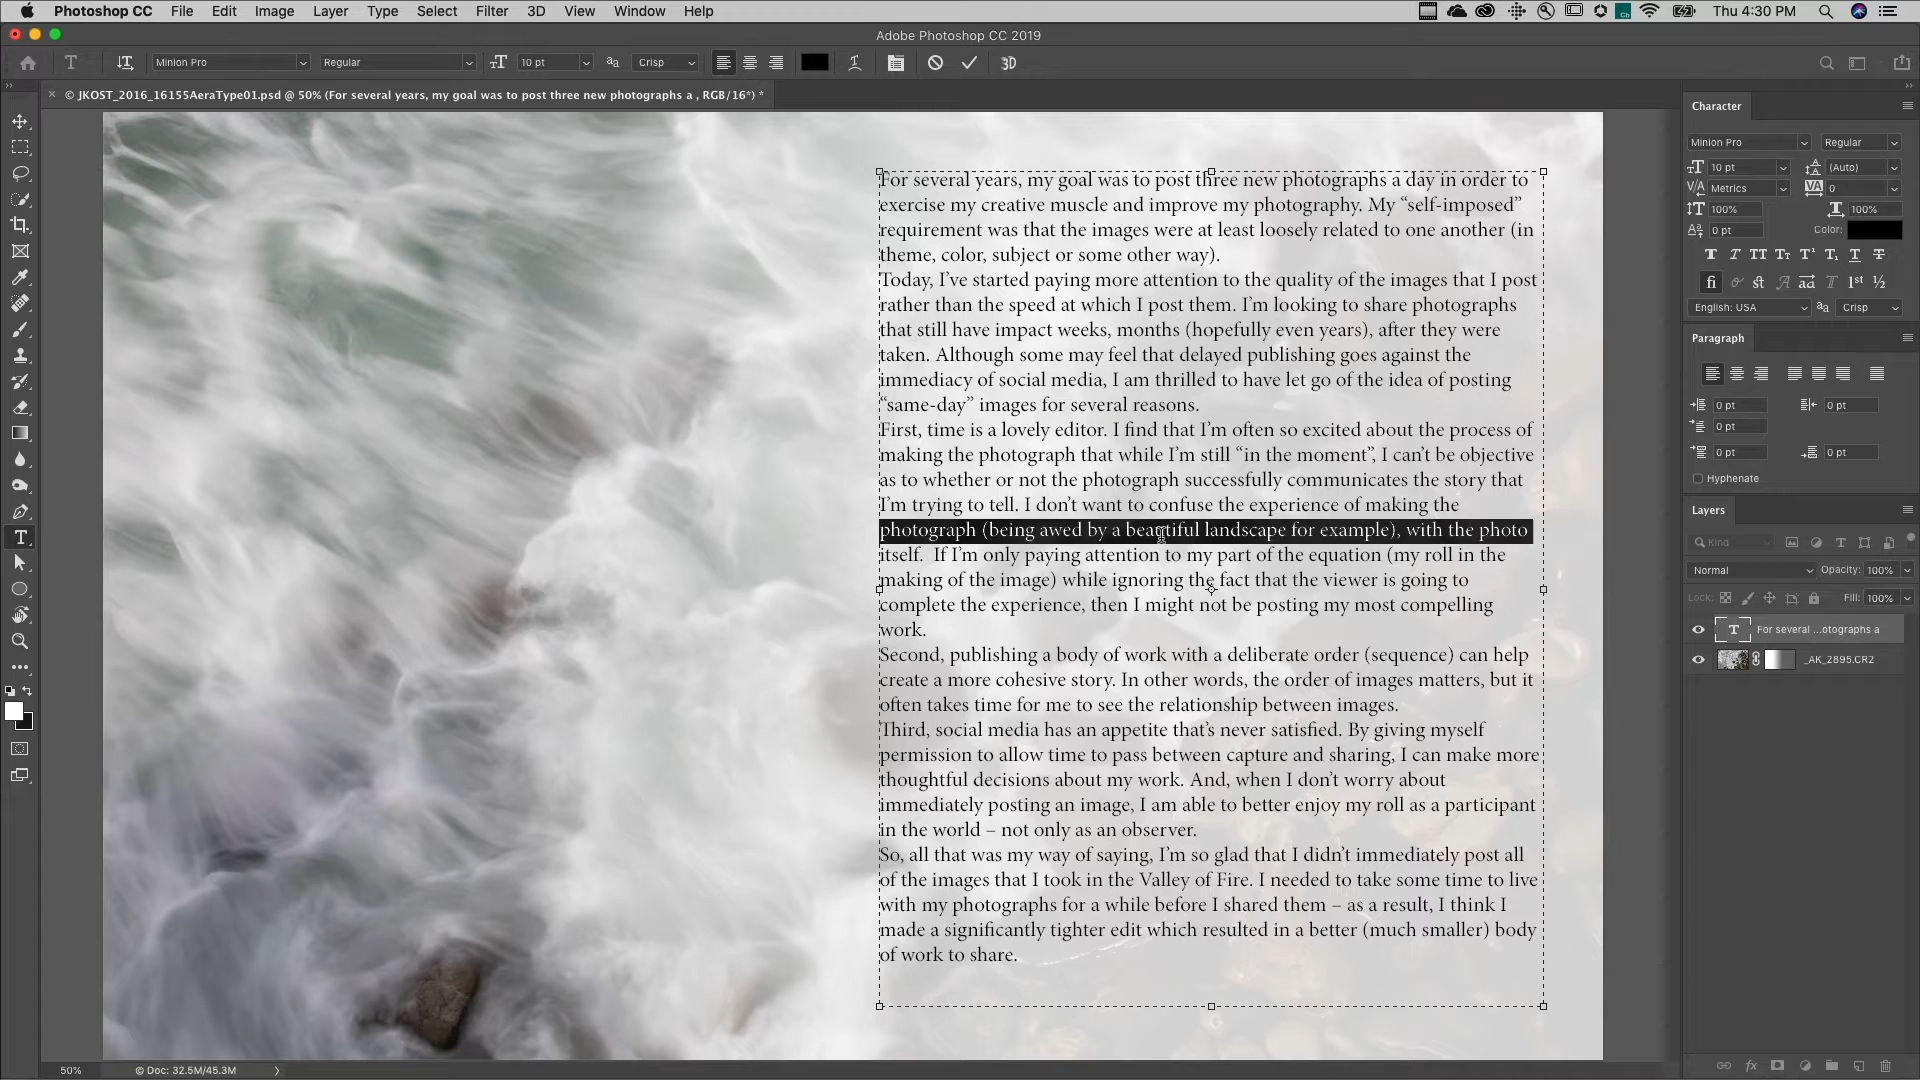 Photoshop CC File Edit Image Layer Type Select Filter 3D View Window Help Thu 4:30 PM
Adobe Photoshop CC 2019
Minion Pro Regular 10 pt Crisp 3D
© JKOST_2016_16155AeraType01.psd @ 50% (For several years, my goal was to post three new photographs a , RGB/16*) *
For several years, my goal was to post three new photographs a day in order to
exercise my creative muscle and improve my photography. My “self-imposed”
requirement was that the images were at least loosely related to one another (in
theme, color, subject or some other way).
Today, I’ve started paying more attention to the quality of the images that I post
rather than the speed at which I post them. I’m looking to share photographs
that still have impact weeks, months (hopefully even years), after they were
taken. Although some may feel that delayed publishing goes against the
immediacy of social media, I am thrilled to have let go of the idea of posting
“same-day” images for several reasons.
First, time is a lovely editor. I find that I’m often so excited about the process of
making the photograph that while I’m still “in the moment”, I can’t be objective
as to whether or not the photograph successfully communicates the story that
I’m trying to tell. I don’t want to confuse the experience of making the
photograph (being awed by a beautiful landscape for example), with the photo
itself.  If I’m only paying attention to my part of the equation (my roll in the
making of the image) while ignoring the fact that the viewer is going to
complete the experience, then I might not be posting my most compelling
work.
Second, publishing a body of work with a deliberate order (sequence) can help
create a more cohesive story. In other words, the order of images matters, but it
often takes time for me to see the relationship between images.
Third, social media has an appetite that’s never satisfied. By giving myself
permission to allow time to pass between capture and sharing, I can make more
thoughtful decisions about my work. And, when I don’t worry about
immediately posting an image, I am able to better enjoy my roll as a participant
in the world – not only as an observer.
So, all that was my way of saying, I’m so glad that I didn’t immediately post all
of the images that I took in the Valley of Fire. I needed to take some time to live
with my photographs for a while before I shared them – as a result, I think I
made a significantly tighter edit which resulted in a better (much smaller) body
of work to share.
Character
Minion Pro Regular
10 pt (Auto)
Metrics 0
100% 100%
0 pt Color:
English: USA Crisp
Paragraph
0 pt 0 pt
0 pt
0 pt 0 pt
Hyphenate
Layers
Kind
Normal Opacity: 100%
Lock: Fill: 100%
For several ...otographs a
_AK_2895.CR2
50% © Doc: 32.5M/45.3M